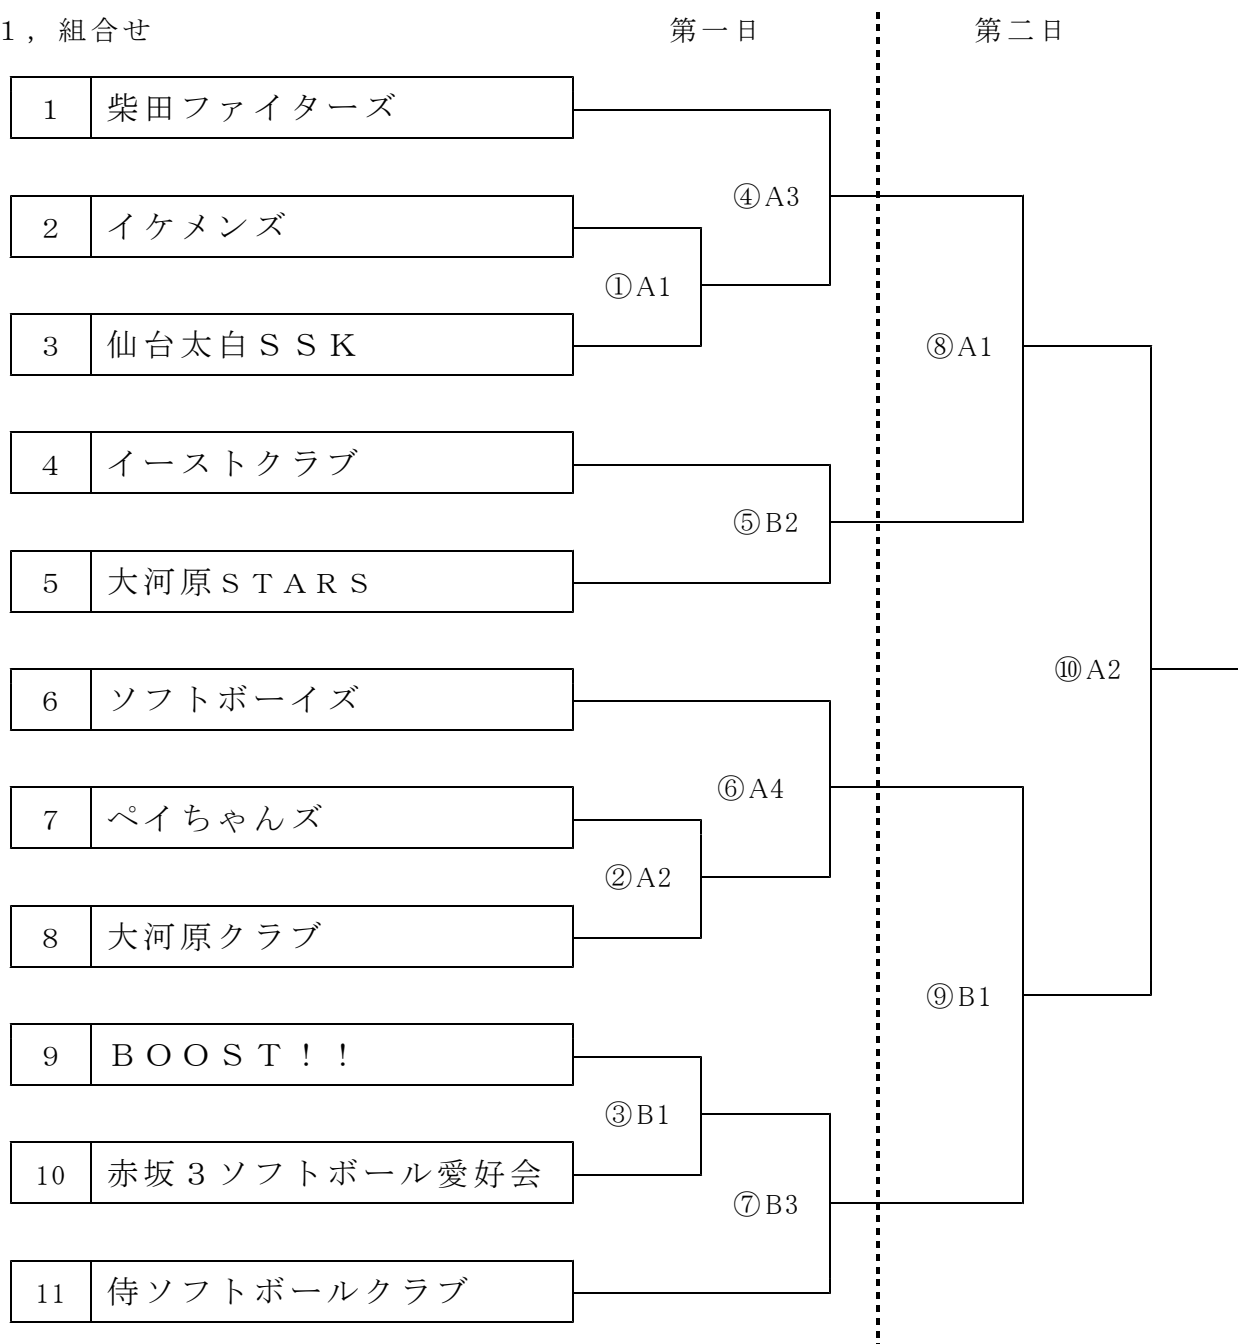 1，組合せ 第一日 第二日
1 柴田ファイターズ
④A3
2 イケメンズ
①A1
3 仙台太白ＳＳＫ
⑧A1
4 イーストクラブ
⑤B2
5 大河原ＳＴＡＲＳ
⑩A2
6 ソフトボーイズ
⑥A4
7 ペイちゃんズ
②A2
8 大河原クラブ
⑨B1
9 ＢＯＯＳＴ！！
③B1
10 赤坂３ソフトボール愛好会
⑦B3
11 侍ソフトボールクラブ